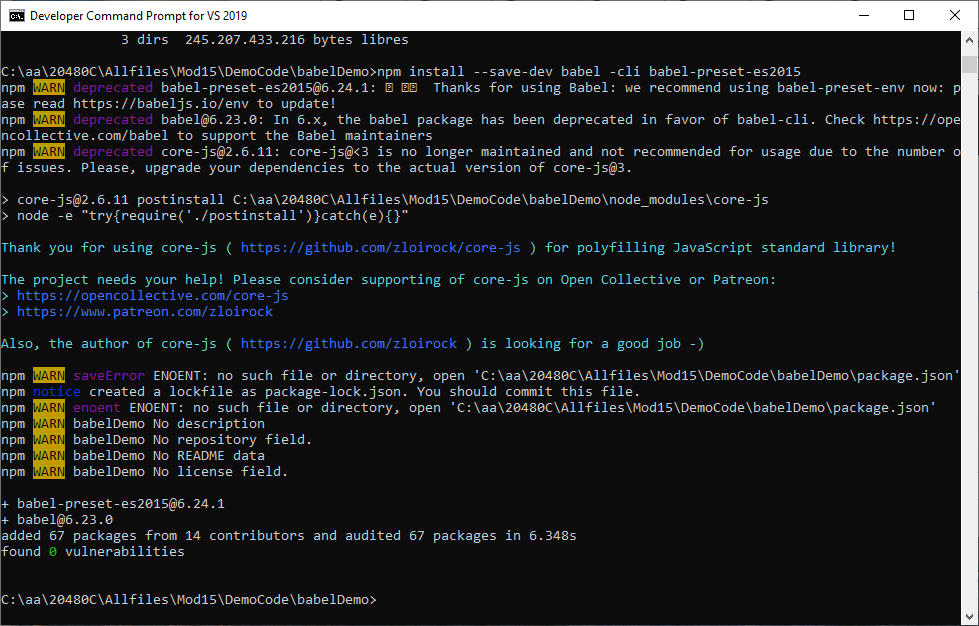 Developer Command Prompt for VS 2019
3 dirs  245.207.433.216 bytes libres
C:\aa\20480C\Allfiles\Mod15\DemoCode\babelDemo>npm install --save-dev babel -cli babel-preset-es2015
npm WARN deprecated babel-preset-es2015@6.24.1:   Thanks for using Babel: we recommend using babel-preset-env now: p
ase read https://babeljs.io/env to update!
npm WARN deprecated babel@6.23.0: In 6.x, the babel package has been deprecated in favor of babel-cli. Check https://ope
ncollective.com/babel to support the Babel maintainers
npm WARN deprecated core-js@2.6.11: core-js@<3 is no longer maintained and not recommended for usage due to the number o
f issues. Please, upgrade your dependencies to the actual version of core-js@3.
> core-js@2.6.11 postinstall C:\aa\20480C\Allfiles\Mod15\DemoCode\babelDemo\node_modules\core-js
> node -e "try{require('./postinstall')}catch(e){}"
Thank you for using core-js ( https://github.com/zloirock/core-js ) for polyfilling JavaScript standard library!
The project needs your help! Please consider supporting of core-js on Open Collective or Patreon:
> https://opencollective.com/core-js
> https://www.patreon.com/zloirock
Also, the author of core-js ( https://github.com/zloirock ) is looking for a good job -)
npm WARN saveError ENOENT: no such file or directory, open 'C:\aa\20480C\Allfiles\Mod15\DemoCode\babelDemo\package.json'
npm notice created a lockfile as package-lock.json. You should commit this file.
npm WARN enoent ENOENT: no such file or directory, open 'C:\aa\20480C\Allfiles\Mod15\DemoCode\babelDemo\package.json'
npm WARN babelDemo No description
npm WARN babelDemo No repository field.
npm WARN babelDemo No README data
npm WARN babelDemo No license field.
+ babel-preset-es2015@6.24.1
+ babel@6.23.0
added 67 packages from 14 contributors and audited 67 packages in 6.348s
found 0 vulnerabilities
C:\aa\20480C\Allfiles\Mod15\DemoCode\babelDemo>